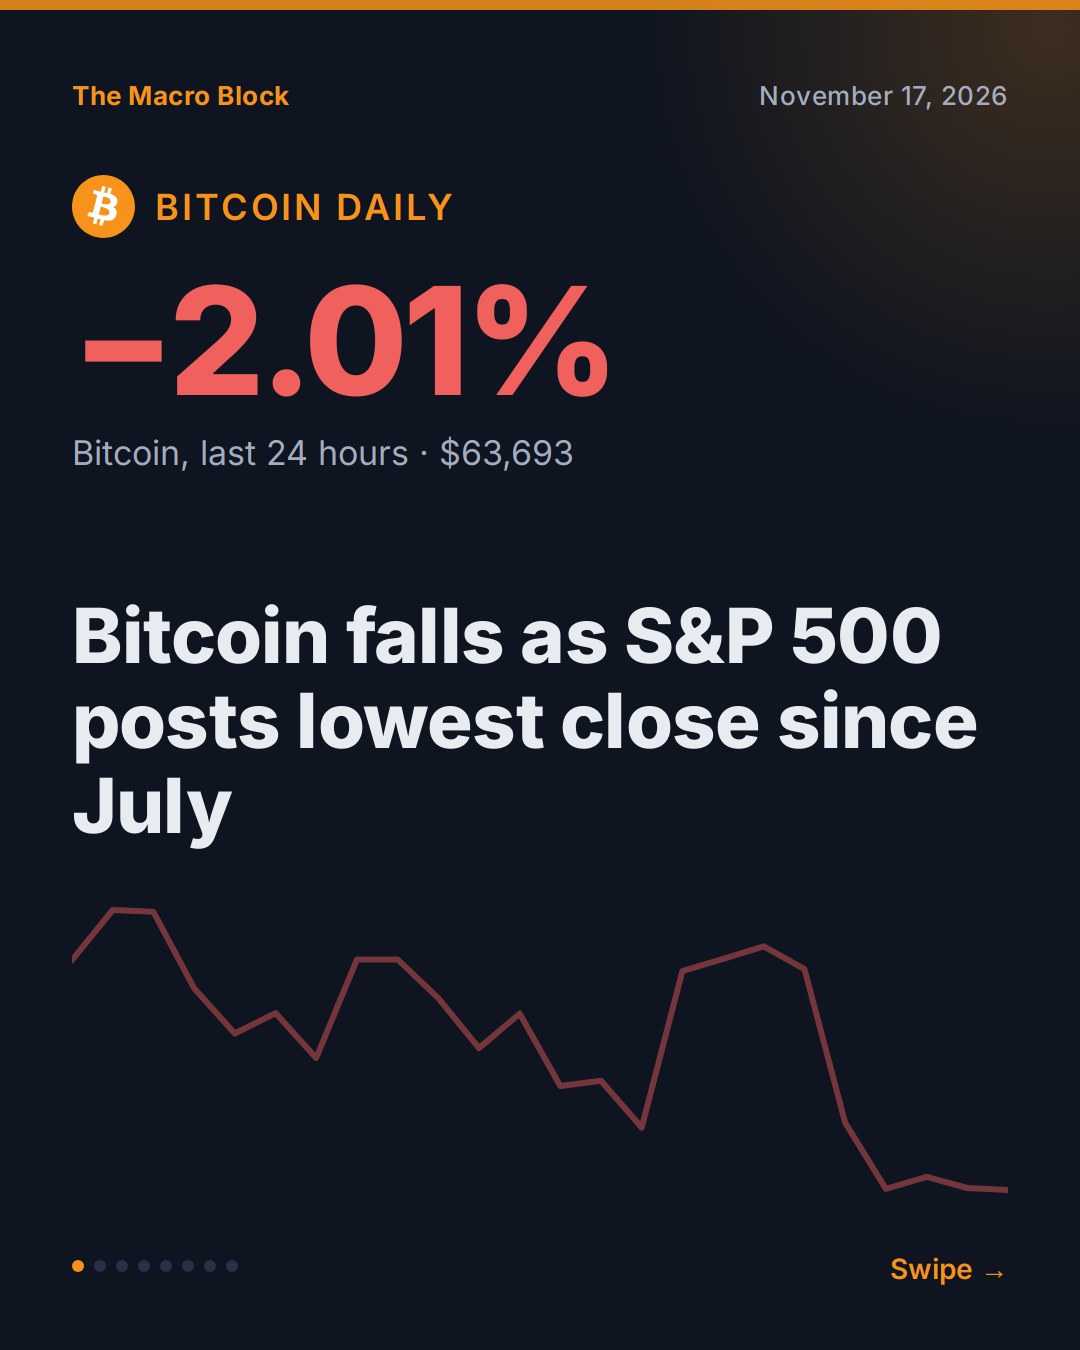 The Macro Block
November 17, 2026
BITCOIN DAILY
−2.01%
Bitcoin, last 24 hours · $63,693
Bitcoin falls as S&P 500
posts lowest close since
July
Swipe →